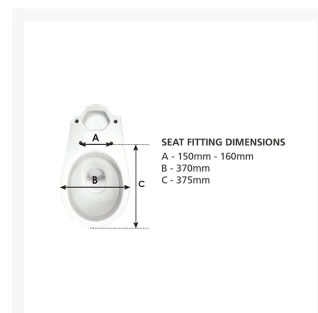 A
B
C
SEAT FITTING DIMENSIONS
A - 150mm - 160mm
B - 370mm
C - 375mm